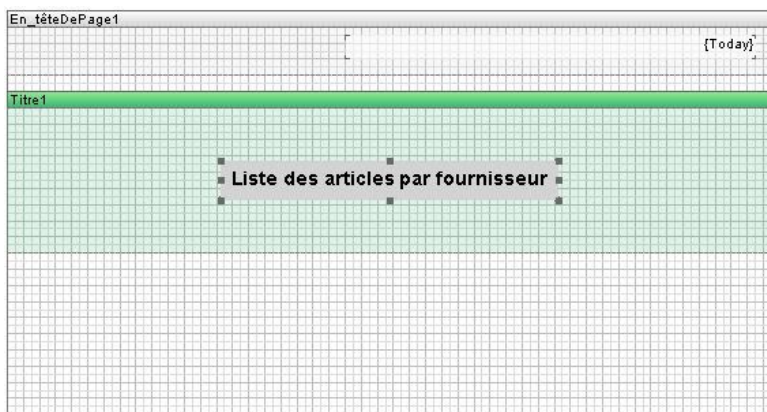 En_têteDePage1
{Today}
Titre1
Liste des articles par fournisseur